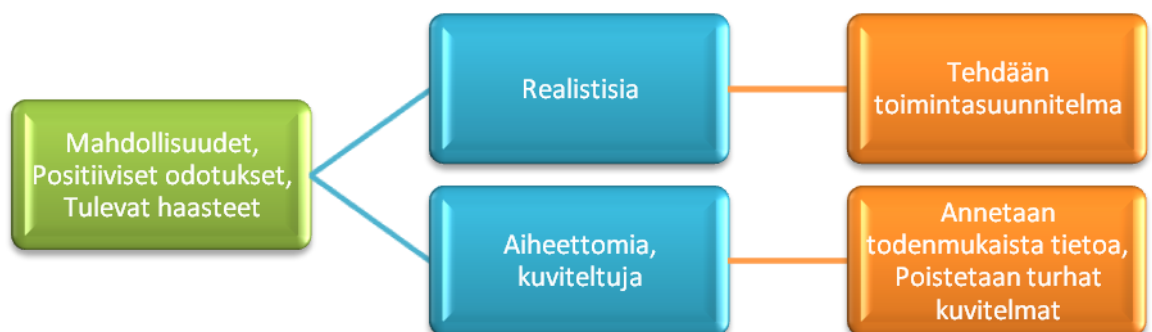 Mahdollisuudet,
Positiiviset odotukset,
Tulevat haasteet
Realistisia
Tehdään
toimintasuunnitelma
Aiheettomia,
kuviteltuja
Annetaan
todenmukaista tietoa,
Poistetaan turhat
kuvitelmat